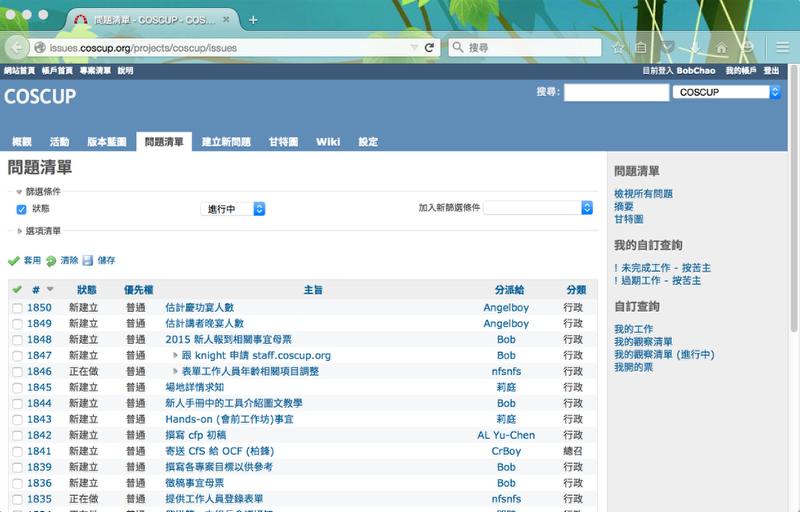 問題清單 - COSCUP - COS...
issues.coscup.org/projects/coscup/issues
搜尋
網站首頁 帳戶首頁 專案清單 說明
目前登入 BobChao 我的帳戶 登出
COSCUP
搜尋: COSCUP
概觀 活動 版本藍圖 問題清單 建立新問題 甘特圖 Wiki 設定
問題清單
篩選條件
狀態 進行中 加入新篩選條件
選項清單
套用 清除 儲存
# 狀態 優先權 主旨 分派給 分類
1850 新建立 普通 估計慶功宴人數 Angelboy 行政
1849 新建立 普通 估計講者晚宴人數 Angelboy 行政
1848 新建立 普通 2015 新人報到相關事宜母票 Bob 行政
1847 新建立 普通 跟 knight 申請 staff.coscup.org Bob 行政
1846 正在做 普通 表單工作人員年齡相關項目調整 nfsnfs 行政
1845 新建立 普通 場地詳情求知 莉庭 行政
1844 新建立 普通 新人手冊中的工具介紹圖文教學 Bob 行政
1843 新建立 普通 Hands-on (會前工作坊)事宜 莉庭 行政
1842 新建立 普通 撰寫 cfp 初稿 AL Yu-Chen 行政
1841 新建立 普通 寄送 CfS 給 OCF (柏鋒) CrBoy 總召
1839 新建立 普通 撰寫各專案目標以供參考 Bob 行政
1836 新建立 普通 徵稿事宜母票 Bob 行政
1835 正在做 普通 提供工作人員登錄表單 nfsnfs 行政
問題清單
檢視所有問題
摘要
甘特圖
我的自訂查詢
! 未完成工作 - 按苦主
! 過期工作 - 按苦主
自訂查詢
我的工作
我的觀察清單
我的觀察清單 (進行中)
我開的票